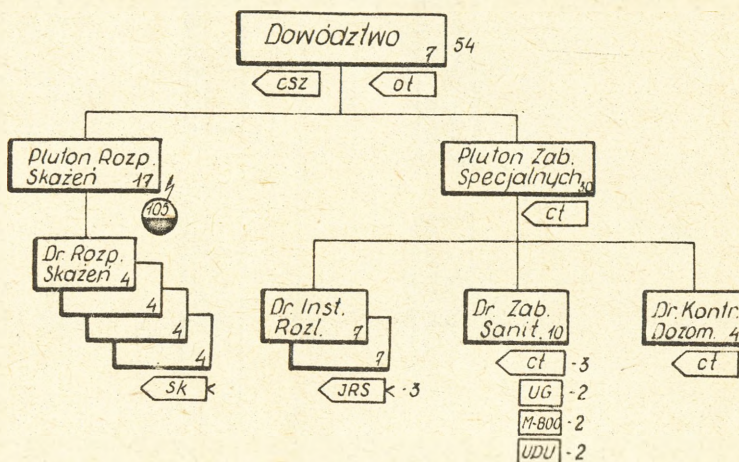 Dowództwo
7
54
csz
ot
Pluton Rozp.
Skażeń 17
105
Pluton Zab.
Specjalnych 30
ct
Dr. Rozp.
Skażeń 4
4
4
4
sk
Dr. Inst.
Rozl. 7
7
JRS -3
Dr. Zab.
Sanit. 10
ct -3
UG -2
M-800 -2
UDU -2
Dr. Kontr.
Dozom. 4
ct